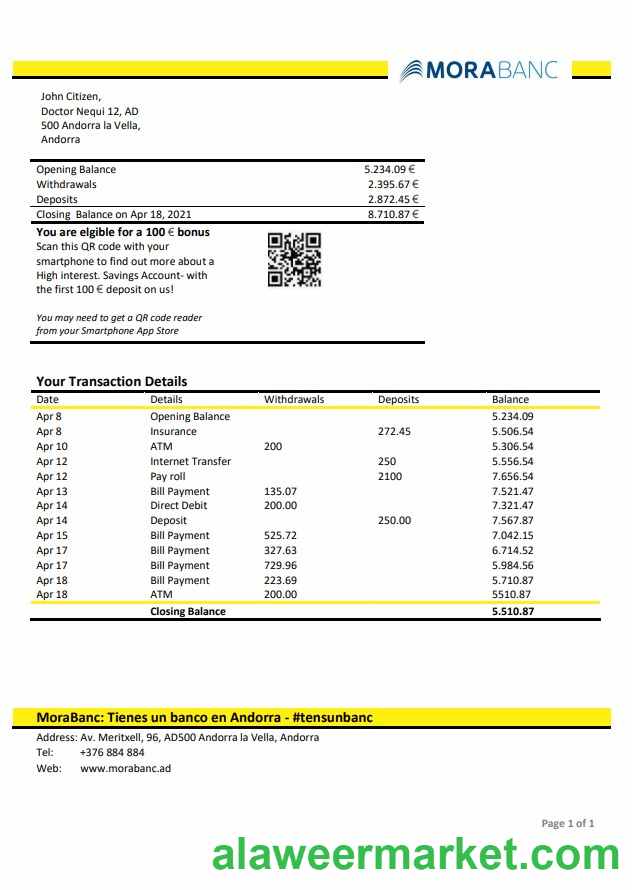 MORABANC
John Citizen,
Doctor Nequi 12, AD
500 Andorra la Vella,
Andorra
Opening Balance 5.234.09 €
Withdrawals 2.395.67 €
Deposits 2.872.45 €
Closing Balance on Apr 18, 2021 8.710.87 €
You are elgible for a 100 € bonus
Scan this QR code with your
smartphone to find out more about a
High interest. Savings Account- with
the first 100 € deposit on us!
You may need to get a QR code reader
from your Smartphone App Store
Your Transaction Details
Date Details Withdrawals Deposits Balance
Apr 8 Opening Balance 5.234.09
Apr 8 Insurance 272.45 5.506.54
Apr 10 ATM 200 5.306.54
Apr 12 Internet Transfer 250 5.556.54
Apr 12 Pay roll 2100 7.656.54
Apr 13 Bill Payment 135.07 7.521.47
Apr 14 Direct Debit 200.00 7.321.47
Apr 14 Deposit 250.00 7.567.87
Apr 15 Bill Payment 525.72 7.042.15
Apr 17 Bill Payment 327.63 6.714.52
Apr 17 Bill Payment 729.96 5.984.56
Apr 18 Bill Payment 223.69 5.710.87
Apr 18 ATM 200.00 5510.87
Closing Balance 5.510.87
MoraBanc: Tienes un banco en Andorra - #tensunbanc
Address: Av. Meritxell, 96, AD500 Andorra la Vella, Andorra
Tel: +376 884 884
Web: www.morabanc.ad
Page 1 of 1
alaweermarket.com